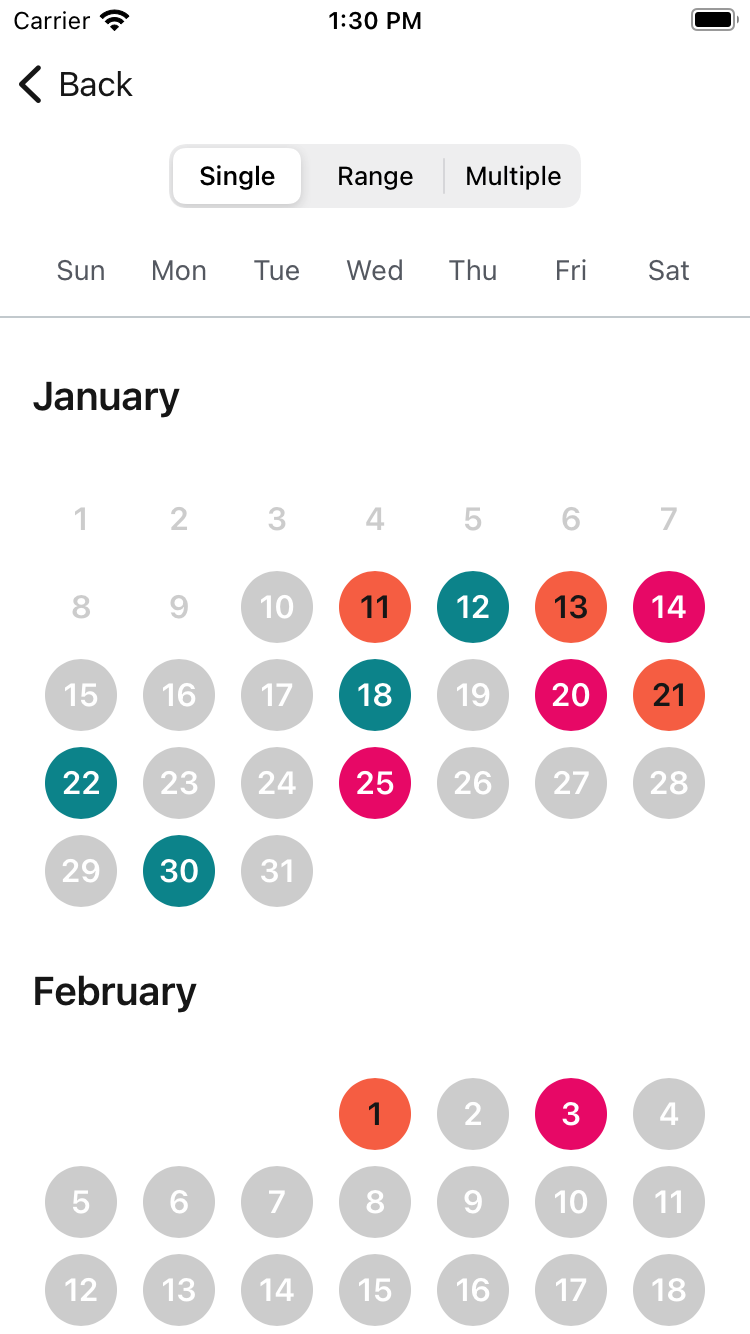 Carrier 1:30 PM
Back
Single Range Multiple
Sun Mon Tue Wed Thu Fri Sat
January
1 2 3 4 5 6 7
8 9 10 11 12 13 14
15 16 17 18 19 20 21
22 23 24 25 26 27 28
29 30 31
February
1 2 3 4
5 6 7 8 9 10 11
12 13 14 15 16 17 18